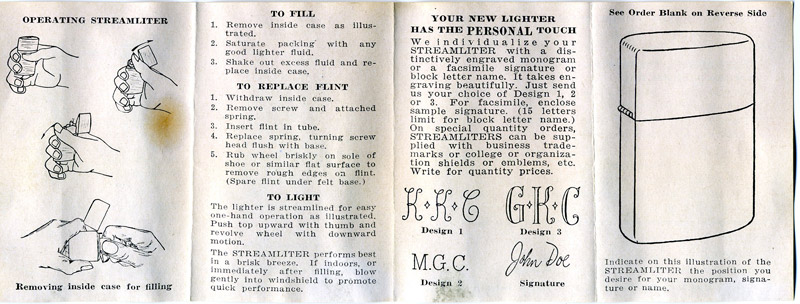 OPERATING STREAMLITER
Removing inside case for filling
TO FILL
1. Remove inside case as illus-
trated.
2. Saturate packing with any
good lighter fluid.
3. Shake out excess fluid and re-
place inside case.
TO REPLACE FLINT
1. Withdraw inside case.
2. Remove screw and attached
spring.
3. Insert flint in tube.
4. Replace spring, turning screw
head flush with base.
5. Rub wheel briskly on sole of
shoe or similar flat surface to
remove rough edges on flint.
(Spare flint under felt base.)
TO LIGHT
The lighter is streamlined for easy
one-hand operation as illustrated.
Push top upward with thumb and
revolve wheel with downward
motion.
The STREAMLITER performs best
in a brisk breeze. If indoors, or
immediately after filling, blow
gently into windshield to promote
quick performance.
YOUR NEW LIGHTER
HAS THE PERSONAL TOUCH
We individualize your
STREAMLITER with a dis-
tinctively engraved monogram
or a facsimile signature or
block letter name. It takes en-
graving beautifully. Just send
us your choice of Design 1, 2
or 3. For facsimile, enclose
sample signature. (15 letters
limit for block letter name.)
On special quantity orders,
STREAMLITERS can be sup-
plied with business trade-
marks or college or organiza-
tion shields or emblems, etc.
Write for quantity prices.
K·K·C
Design 1
G·K·C
Design 3
M.G.C.
Design 2
John Doe
Signature
See Order Blank on Reverse Side
Indicate on this illustration of the
STREAMLITER the position you
desire for your monogram, signa-
ture or name.